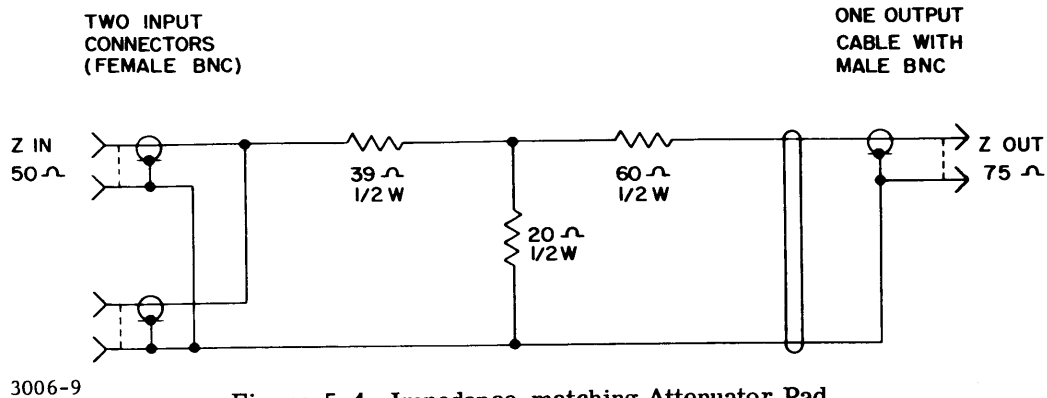 TWO INPUT
CONNECTORS
(FEMALE BNC)
ONE OUTPUT
CABLE WITH
MALE BNC
Z IN
50 Ω
39 Ω
1/2 W
60 Ω
1/2 W
20 Ω
1/2 W
Z OUT
75 Ω
3006-9
Figure 5-4. Impedance-matching Attenuator Pad